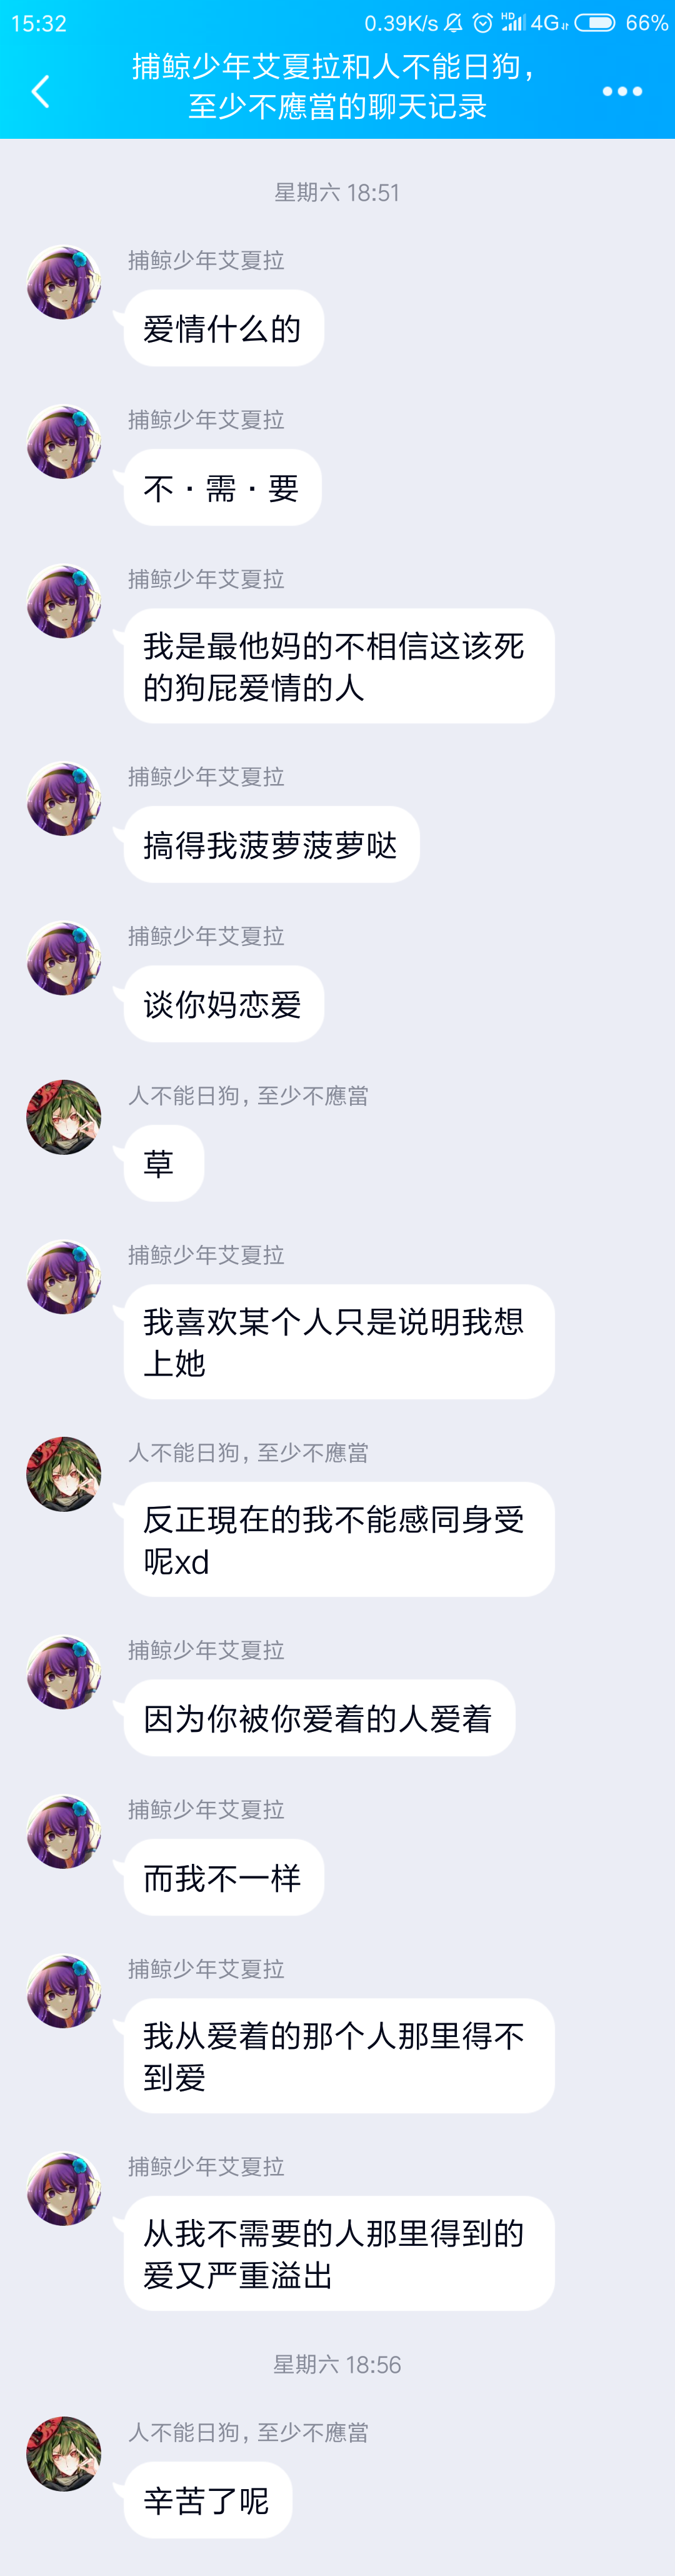 15:32
0.39K/s HD 4G 66%
捕鲸少年艾夏拉和人不能日狗，
至少不應當的聊天记录
星期六 18:51
捕鲸少年艾夏拉
爱情什么的
捕鲸少年艾夏拉
不·需·要
捕鲸少年艾夏拉
我是最他妈的不相信这该死
的狗屁爱情的人
捕鲸少年艾夏拉
搞得我菠萝菠萝哒
捕鲸少年艾夏拉
谈你妈恋爱
人不能日狗，至少不應當
草
捕鲸少年艾夏拉
我喜欢某个人只是说明我想
上她
人不能日狗，至少不應當
反正現在的我不能感同身受
呢xd
捕鲸少年艾夏拉
因为你被你爱着的人爱着
捕鲸少年艾夏拉
而我不一样
捕鲸少年艾夏拉
我从爱着的那个人那里得不
到爱
捕鲸少年艾夏拉
从我不需要的人那里得到的
爱又严重溢出
星期六 18:56
人不能日狗，至少不應當
辛苦了呢